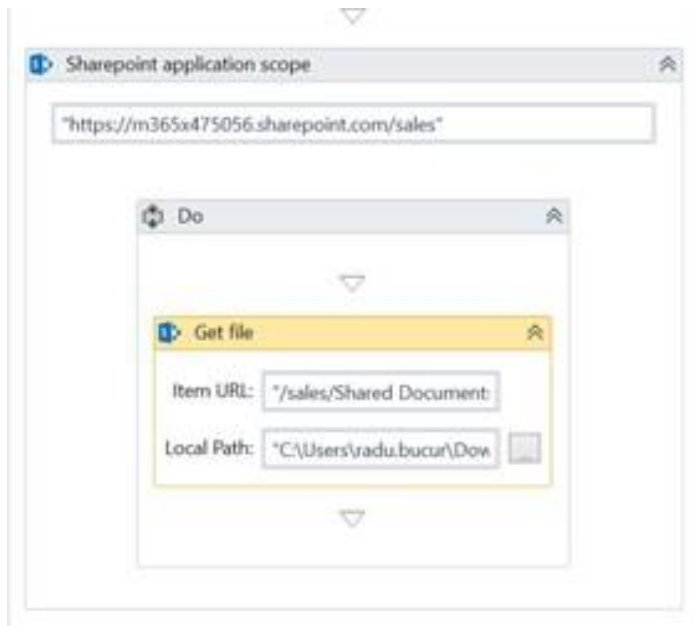 Sharepoint application scope
"https://m365x475056.sharepoint.com/sales"
Do
Get file
Item URL: "/sales/Shared Document:
Local Path: "C:\Users\radu.bucur\Dow